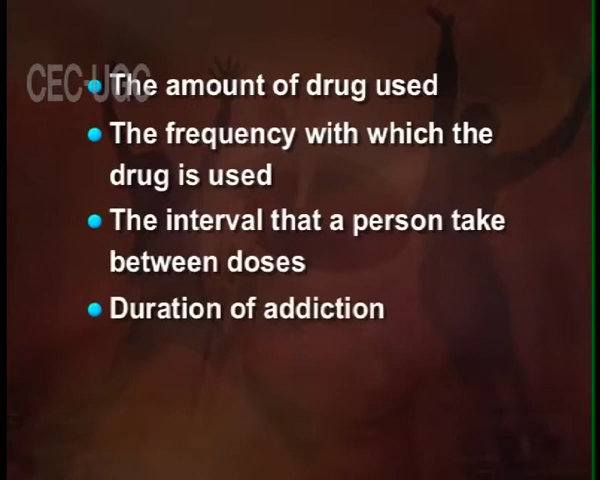 CEC-UGC
The amount of drug used
The frequency with which the
drug is used
The interval that a person take
between doses
Duration of addiction